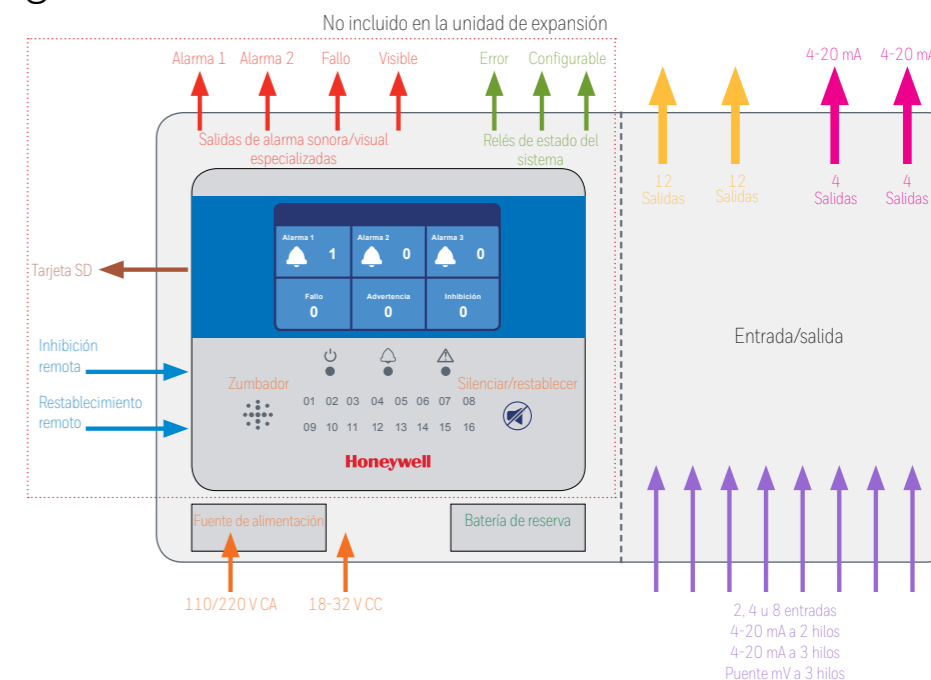 No incluido en la unidad de expansión
Alarma 1 Alarma 2 Fallo Visible Error Configurable
Salidas de alarma sonora/visual
especializadas
Relés de estado del
sistema
4-20 mA 4-20 mA
12
Salidas
12
Salidas
4
Salidas
4
Salidas
Alarma 1
1
Alarma 2
0
Alarma 3
0
Fallo
0
Advertencia
0
Inhibición
0
Tarjeta SD
Inhibición
remota
Restablecimiento
remoto
Zumbador
Silenciar/restablecer
01 02 03 04 05 06 07 08
09 10 11 12 13 14 15 16
Honeywell
Entrada/salida
Fuente de alimentación
Batería de reserva
110/220 V CA
18-32 V CC
2, 4 u 8 entradas
4-20 mA a 2 hilos
4-20 mA a 3 hilos
Puente mV a 3 hilos